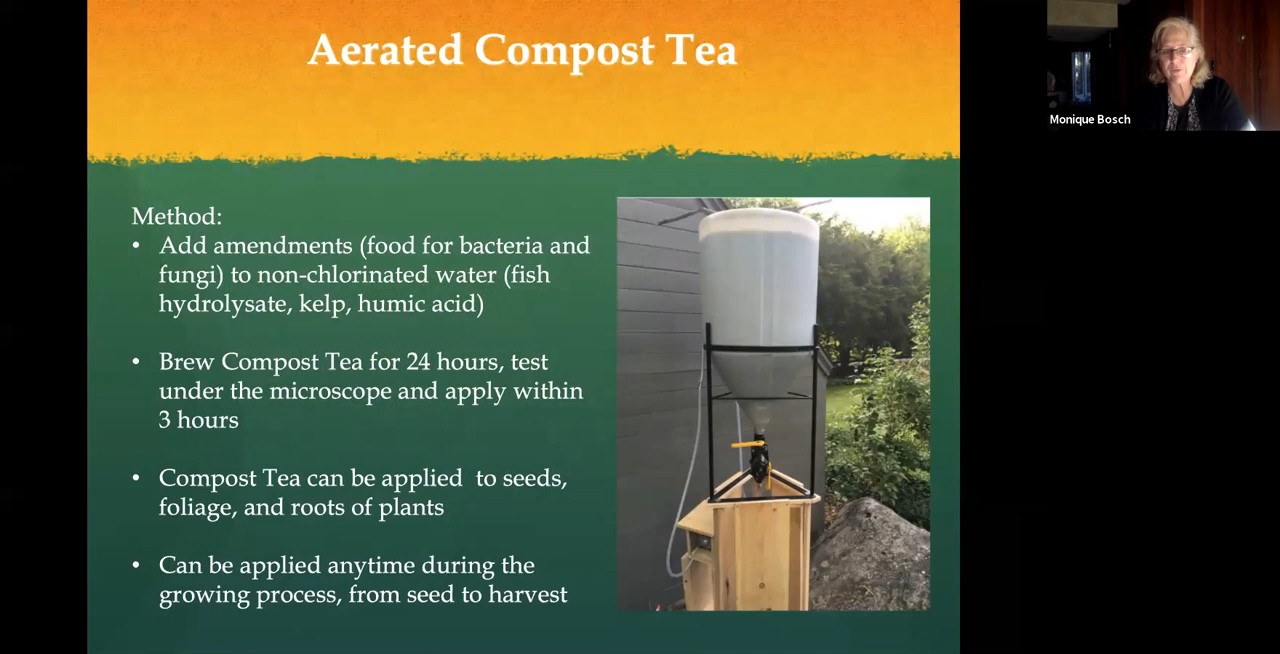 Aerated Compost Tea
Monique Bosch
Method:
• Add amendments (food for bacteria and
fungi) to non-chlorinated water (fish
hydrolysate, kelp, humic acid)
• Brew Compost Tea for 24 hours, test
under the microscope and apply within
3 hours
• Compost Tea can be applied  to seeds,
foliage, and roots of plants
• Can be applied anytime during the
growing process, from seed to harvest